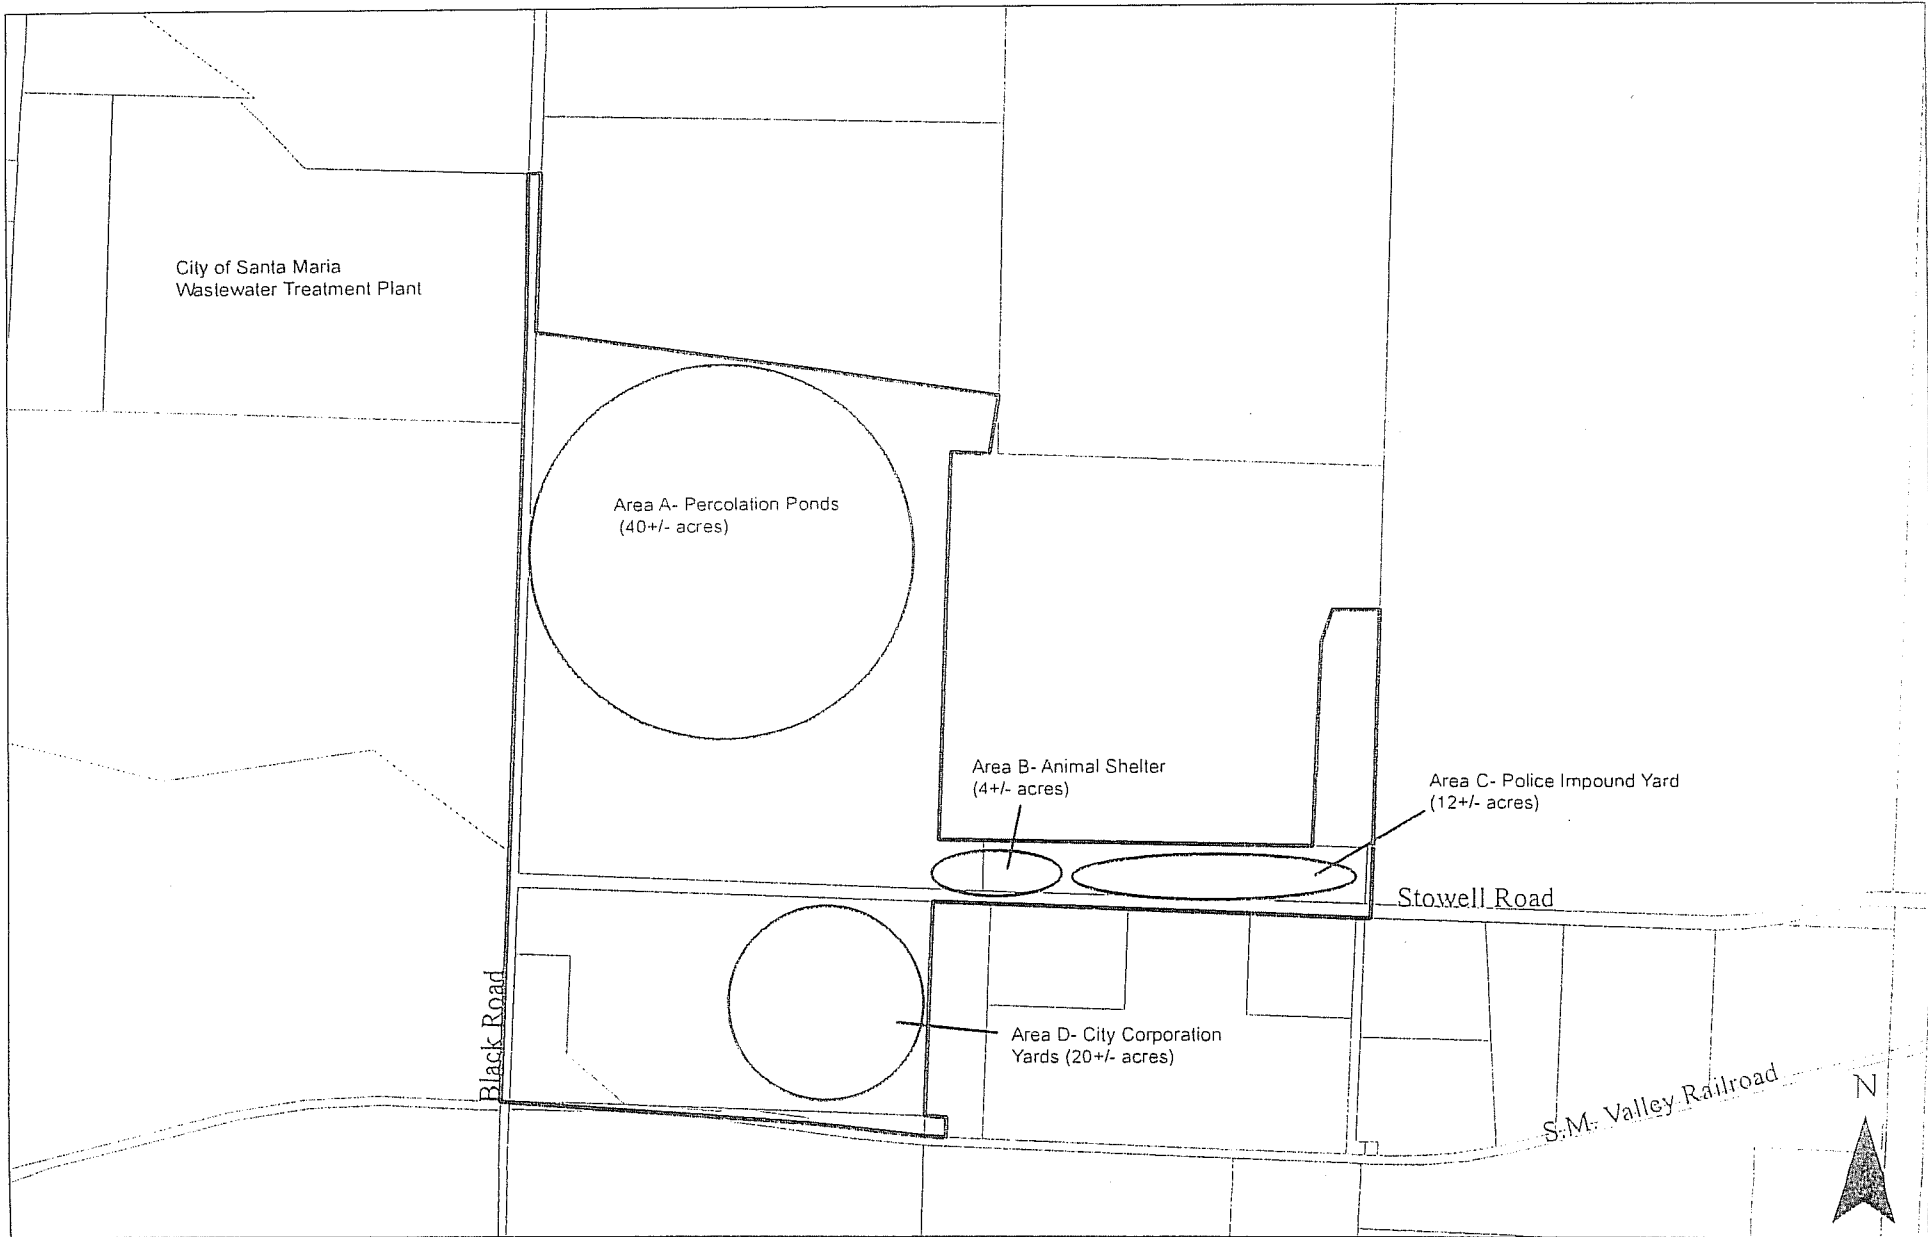 City of Santa Maria
Wastewater Treatment Plant
Area A- Percolation Ponds
(40+/- acres)
Area B- Animal Shelter
(4+/- acres)
Area C- Police Impound Yard
(12+/- acres)
Stowell Road
Black Road
Area D- City Corporation
Yards (20+/- acres)
S.M. Valley Railroad
N